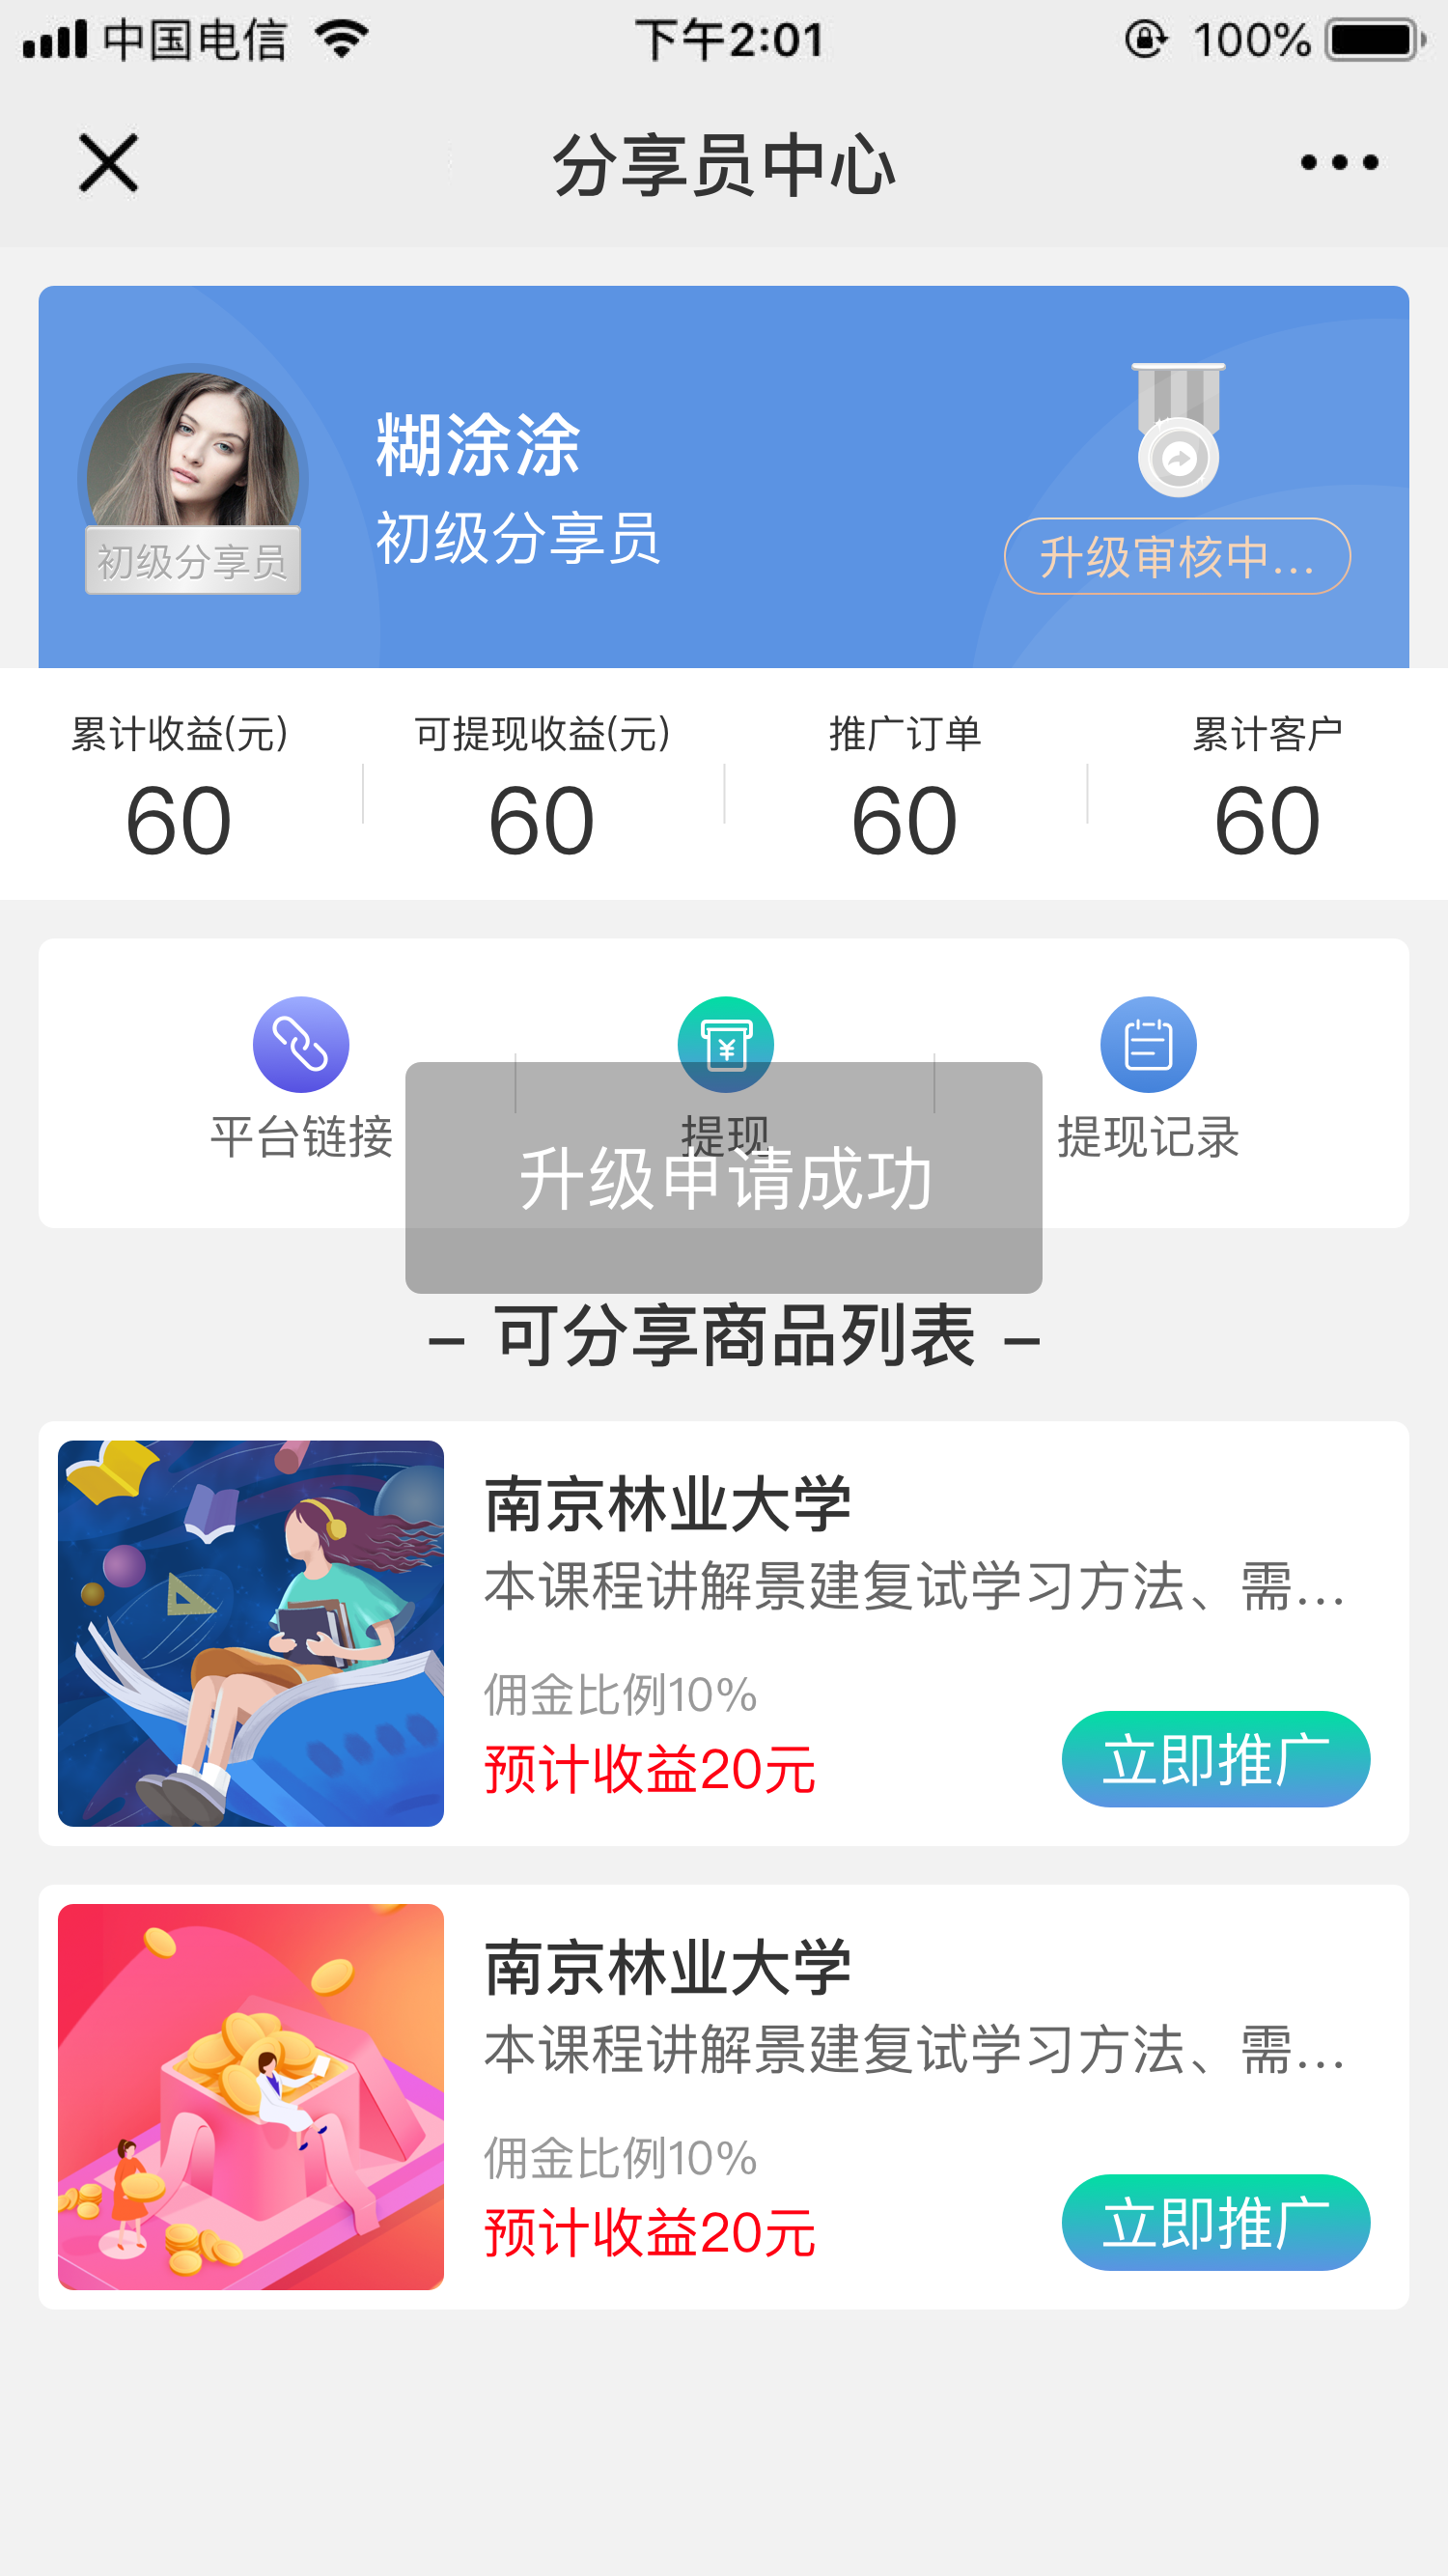 中国电信
下午2:01
100%
分享员中心
糊涂涂
初级分享员
初级分享员
升级审核中...
累计收益(元)
可提现收益(元)
推广订单
累计客户
60
60
60
60
平台链接
提现
提现记录
升级申请成功
– 可分享商品列表 –
南京林业大学
本课程讲解景建复试学习方法、需...
佣金比例10%
预计收益20元
立即推广
南京林业大学
本课程讲解景建复试学习方法、需...
佣金比例10%
预计收益20元
立即推广